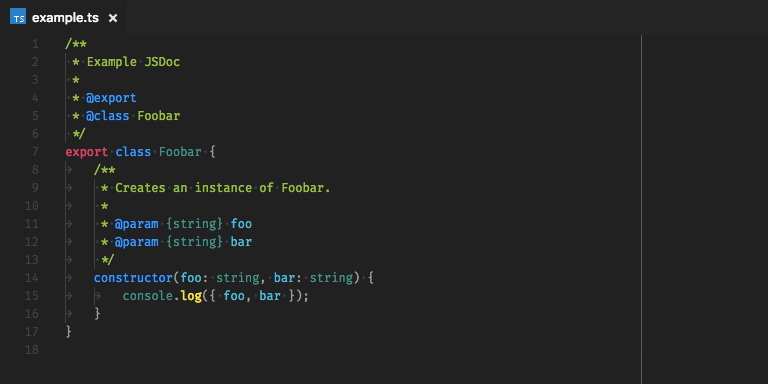 TS example.ts ×
1 /**
2  * Example JSDoc
3  *
4  * @export
5  * @class Foobar
6  */
7 export class Foobar {
8     /**
9      * Creates an instance of Foobar.
10      *
11      * @param {string} foo
12      * @param {string} bar
13      */
14     constructor(foo: string, bar: string) {
15         console.log({ foo, bar });
16     }
17 }
18